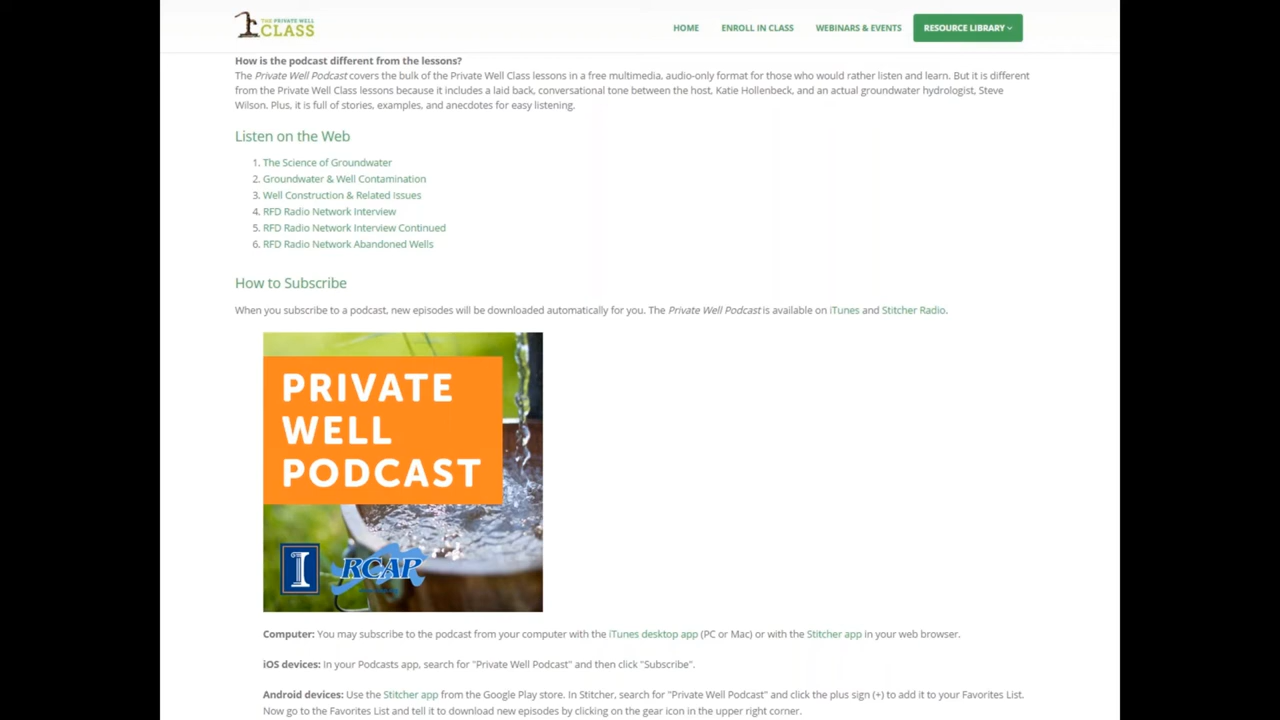 THE PRIVATE WELL
CLASS
HOME
ENROLL IN CLASS
WEBINARS & EVENTS
RESOURCE LIBRARY
How is the podcast different from the lessons?
The Private Well Podcast covers the bulk of the Private Well Class lessons in a free multimedia, audio-only format for those who would rather listen and learn. But it is different
from the Private Well Class lessons because it includes a laid back, conversational tone between the host, Katie Hollenbeck, and an actual groundwater hydrologist, Steve
Wilson. Plus, it is full of stories, examples, and anecdotes for easy listening.
Listen on the Web
1. The Science of Groundwater
2. Groundwater & Well Contamination
3. Well Construction & Related Issues
4. RFD Radio Network Interview
5. RFD Radio Network Interview Continued
6. RFD Radio Network Abandoned Wells
How to Subscribe
When you subscribe to a podcast, new episodes will be downloaded automatically for you. The Private Well Podcast is available on iTunes and Stitcher Radio.
PRIVATE
WELL
PODCAST
I
RCAP
Computer: You may subscribe to the podcast from your computer with the iTunes desktop app (PC or Mac) or with the Stitcher app in your web browser.
iOS devices: In your Podcasts app, search for "Private Well Podcast" and then click "Subscribe".
Android devices: Use the Stitcher app from the Google Play store. In Stitcher, search for "Private Well Podcast" and click the plus sign (+) to add it to your Favorites List.
Now go to the Favorites List and tell it to download new episodes by clicking on the gear icon in the upper right corner.